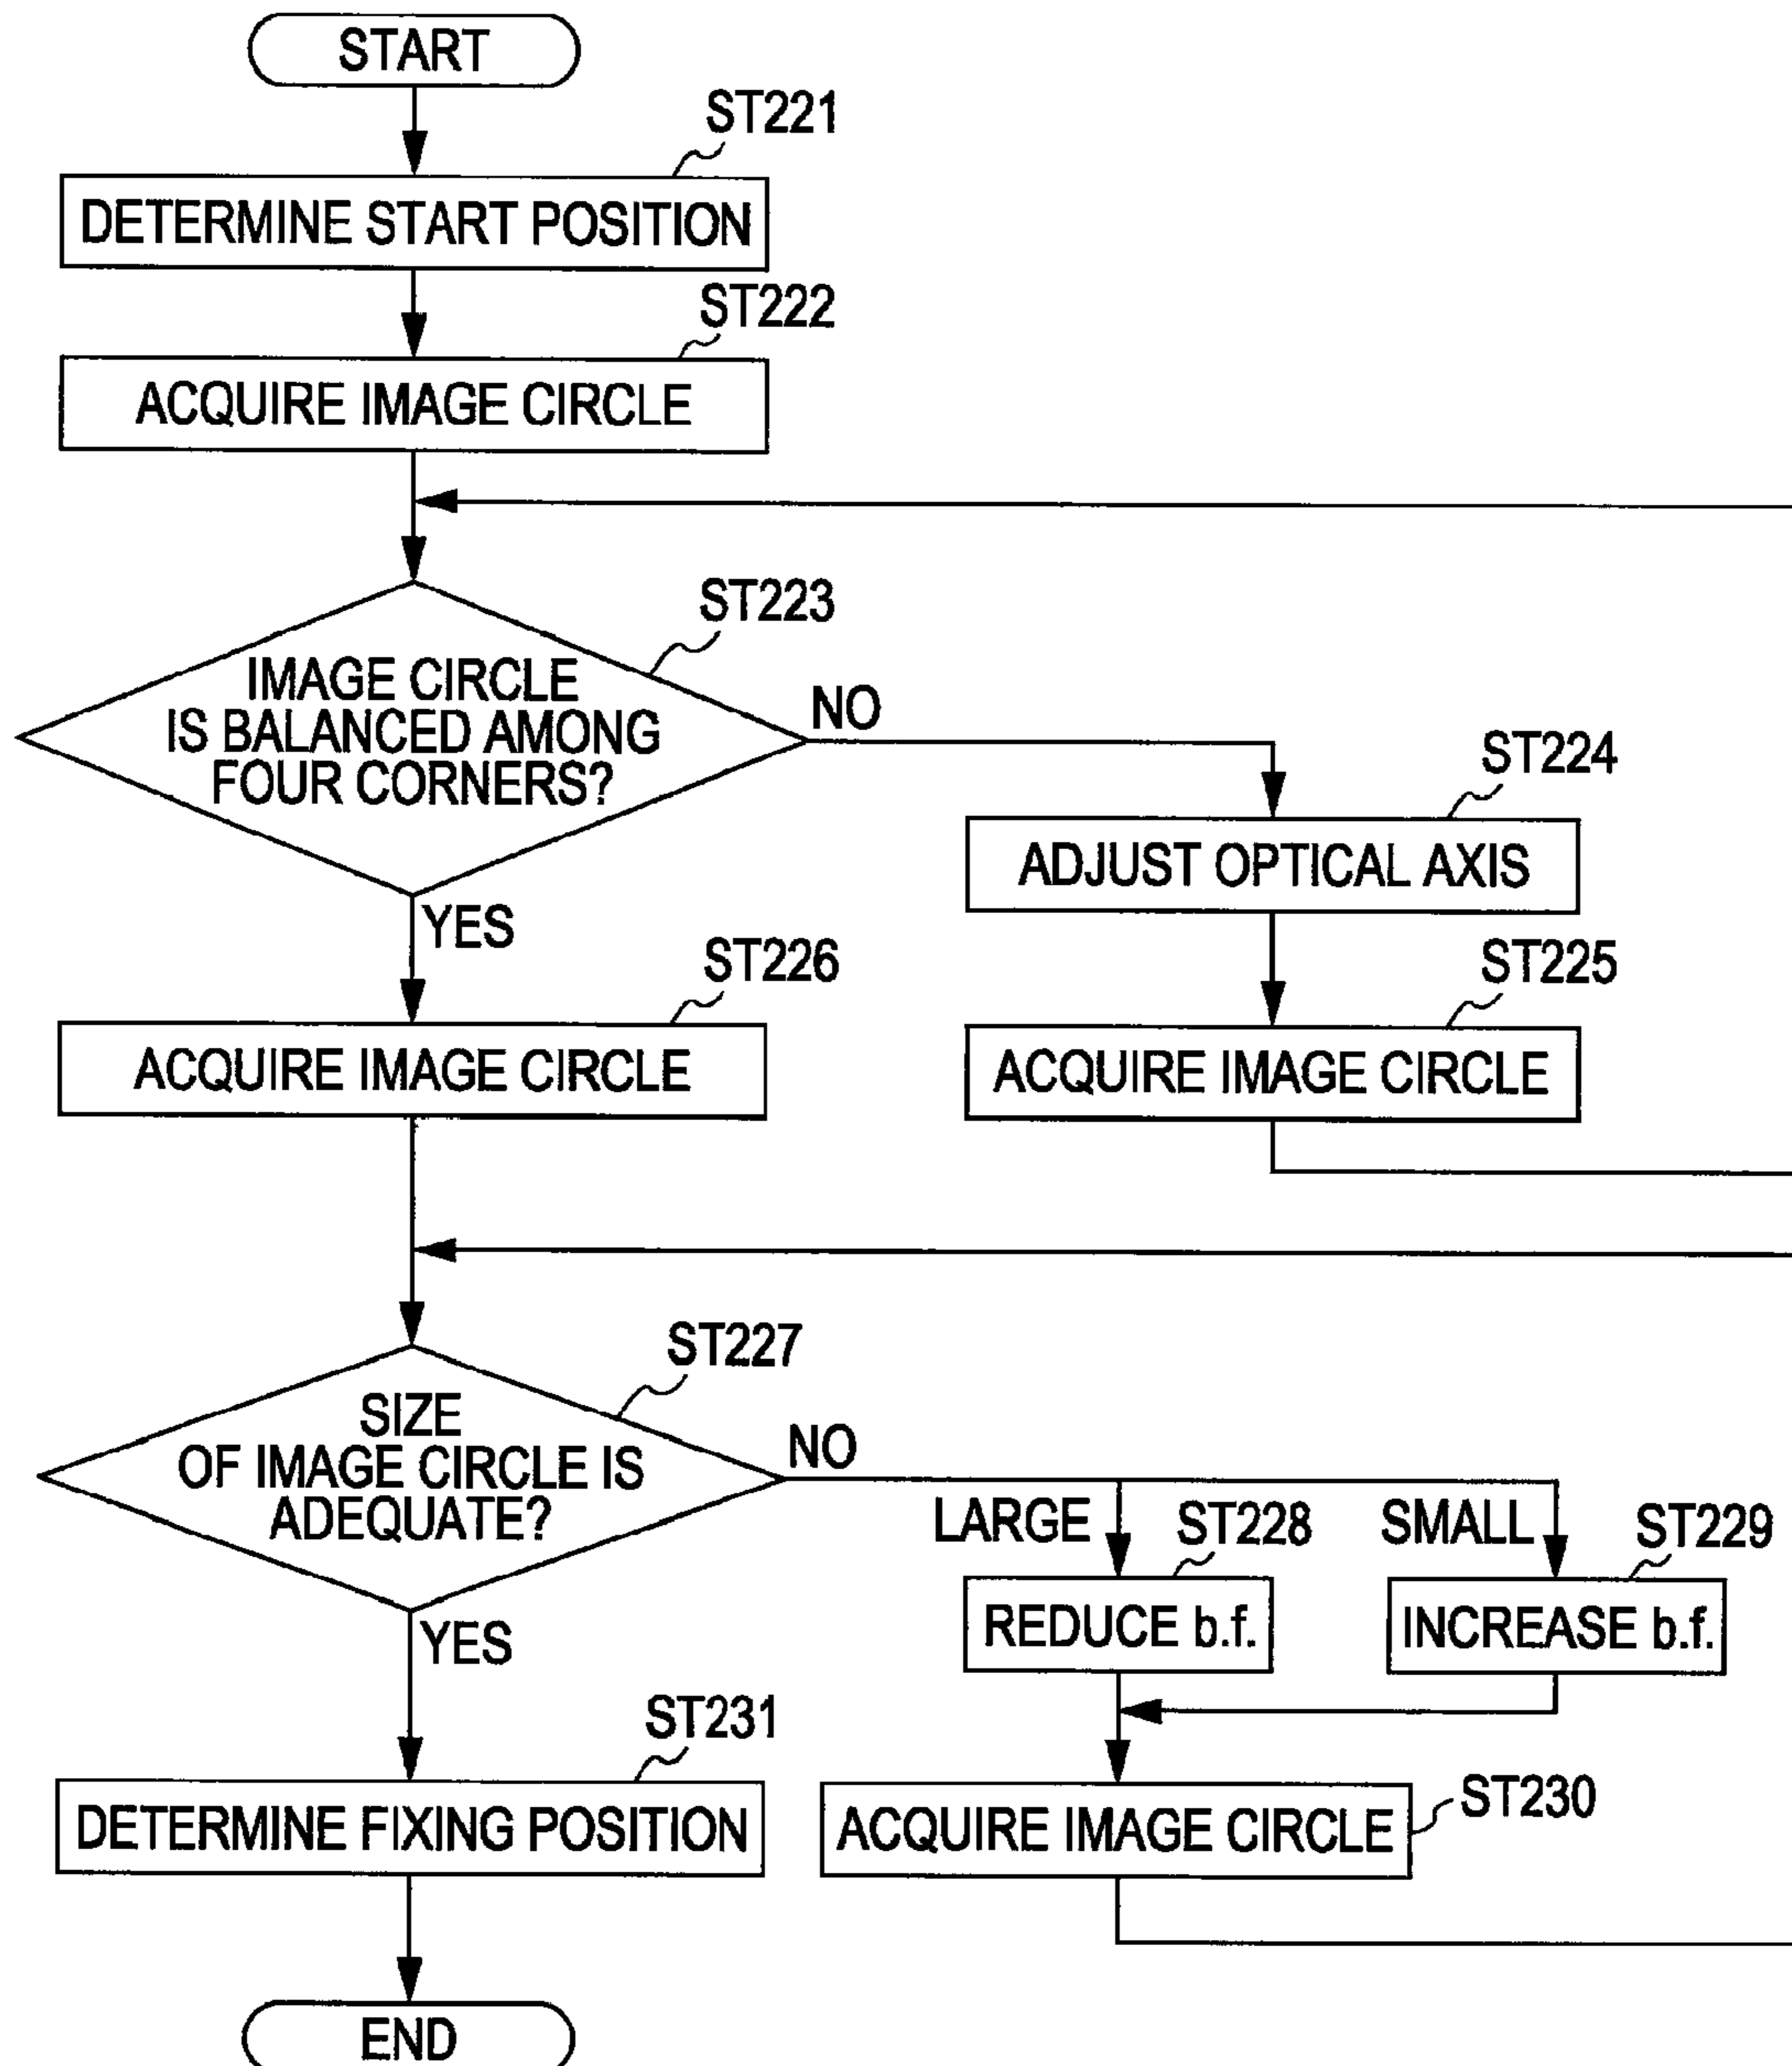 START
ST221
DETERMINE START POSITION
ST222
ACQUIRE IMAGE CIRCLE
ST223
IMAGE CIRCLE
IS BALANCED AMONG
FOUR CORNERS?
NO
YES
ST224
ADJUST OPTICAL AXIS
ST225
ACQUIRE IMAGE CIRCLE
ST226
ACQUIRE IMAGE CIRCLE
ST227
SIZE
OF IMAGE CIRCLE IS
ADEQUATE?
NO
YES
LARGE
ST228
REDUCE b.f.
SMALL
ST229
INCREASE b.f.
ST230
ACQUIRE IMAGE CIRCLE
ST231
DETERMINE FIXING POSITION
END